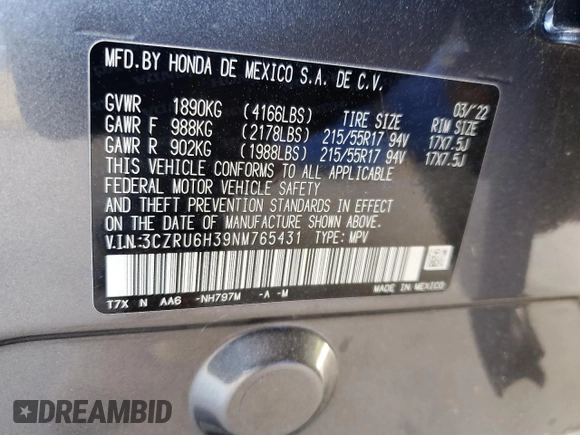 MFD.BY HONDA DE MEXICO S.A. DE C.V.
03/'22
GVWR 1890KG (4166LBS) TIRE SIZE RIM SIZE
GAWR F 988KG (2178LBS) 215/55R17 94V 17X7.5J
GAWR R 902KG (1988LBS) 215/55R17 94V 17X7.5J
THIS VEHICLE CONFORMS TO ALL APPLICABLE
FEDERAL MOTOR VEHICLE SAFETY
AND THEFT PREVENTION STANDARDS IN EFFECT
ON THE DATE OF MANUFACTURE SHOWN ABOVE.
V.I.N.:3CZRU6H39NM765431 TYPE: MPV
T7X N AA6 -NH797M -A -M
MADE IN MEXICO
DREAMBID